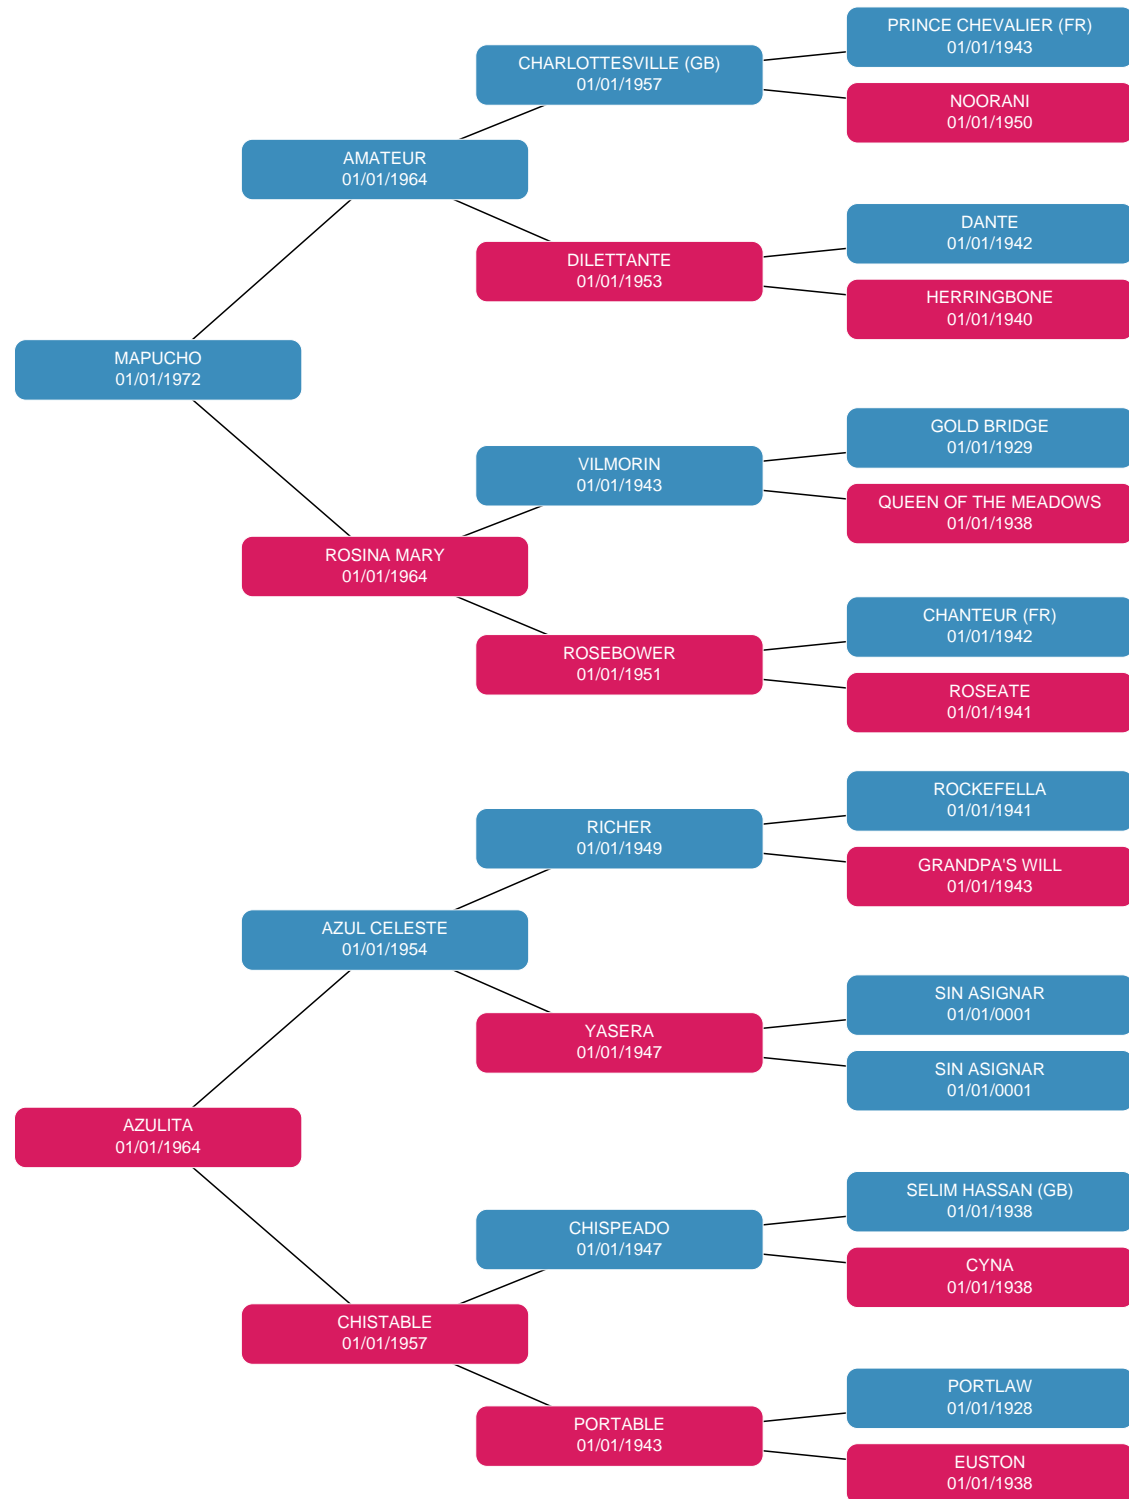 PRINCE CHEVALIER (FR)
01/01/1943
CHARLOTTESVILLE (GB)
01/01/1957
NOORANI
01/01/1950
AMATEUR
01/01/1964
DANTE
01/01/1942
DILETTANTE
01/01/1953
HERRINGBONE
01/01/1940
MAPUCHO
01/01/1972
GOLD BRIDGE
01/01/1929
VILMORIN
01/01/1943
QUEEN OF THE MEADOWS
01/01/1938
ROSINA MARY
01/01/1964
CHANTEUR (FR)
01/01/1942
ROSEBOWER
01/01/1951
ROSEATE
01/01/1941
ROCKEFELLA
01/01/1941
RICHER
01/01/1949
GRANDPA'S WILL
01/01/1943
AZUL CELESTE
01/01/1954
SIN ASIGNAR
01/01/0001
YASERA
01/01/1947
SIN ASIGNAR
01/01/0001
AZULITA
01/01/1964
SELIM HASSAN (GB)
01/01/1938
CHISPEADO
01/01/1947
CYNA
01/01/1938
CHISTABLE
01/01/1957
PORTLAW
01/01/1928
PORTABLE
01/01/1943
EUSTON
01/01/1938